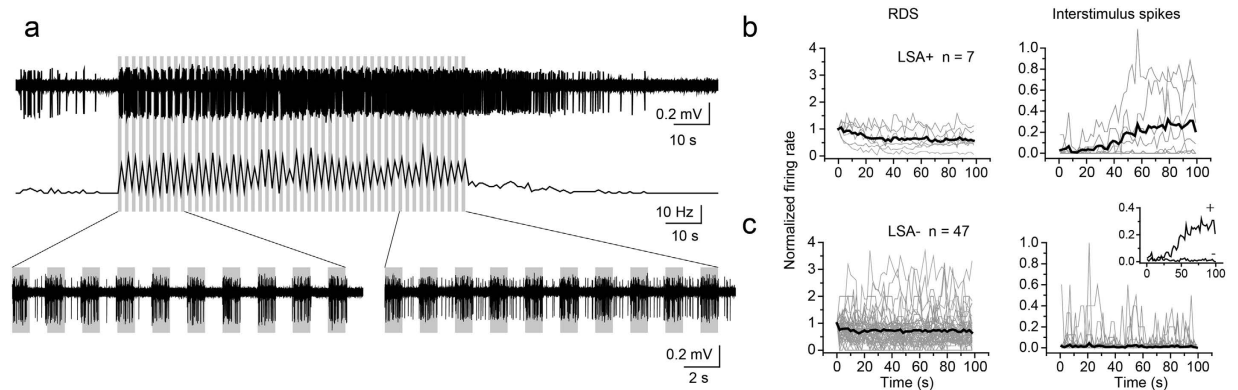 a
0.2 mV
10 s
10 Hz
10 s
0.2 mV
2 s
b
RDS
Interstimulus spikes
LSA+ n = 7
4
3
2
1
0
0 20 40 60 80 100
1.0
0.8
0.6
0.4
0.2
0.0
0 20 40 60 80 100
Normalized firing rate
c
LSA- n = 47
4
3
2
1
0
0 20 40 60 80 100
Time (s)
0.4
0.2
0.0
0 50 100
+
-
1.0
0.8
0.6
0.4
0.2
0.0
0 20 40 60 80 100
Time (s)